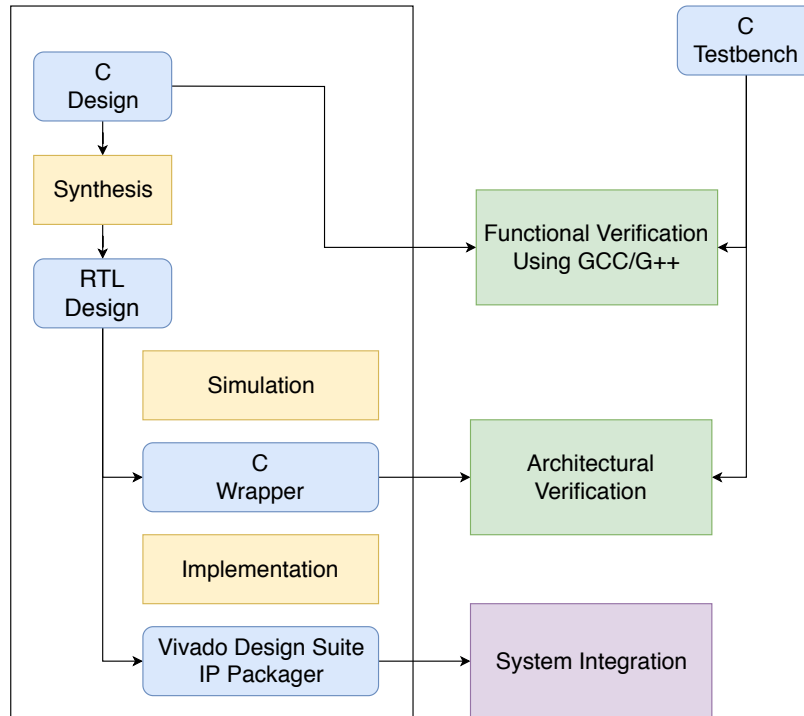 C
Design
C
Testbench
Synthesis
Functional Verification
Using GCC/G++
RTL
Design
Simulation
C
Wrapper
Architectural
Verification
Implementation
Vivado Design Suite
IP Packager
System Integration